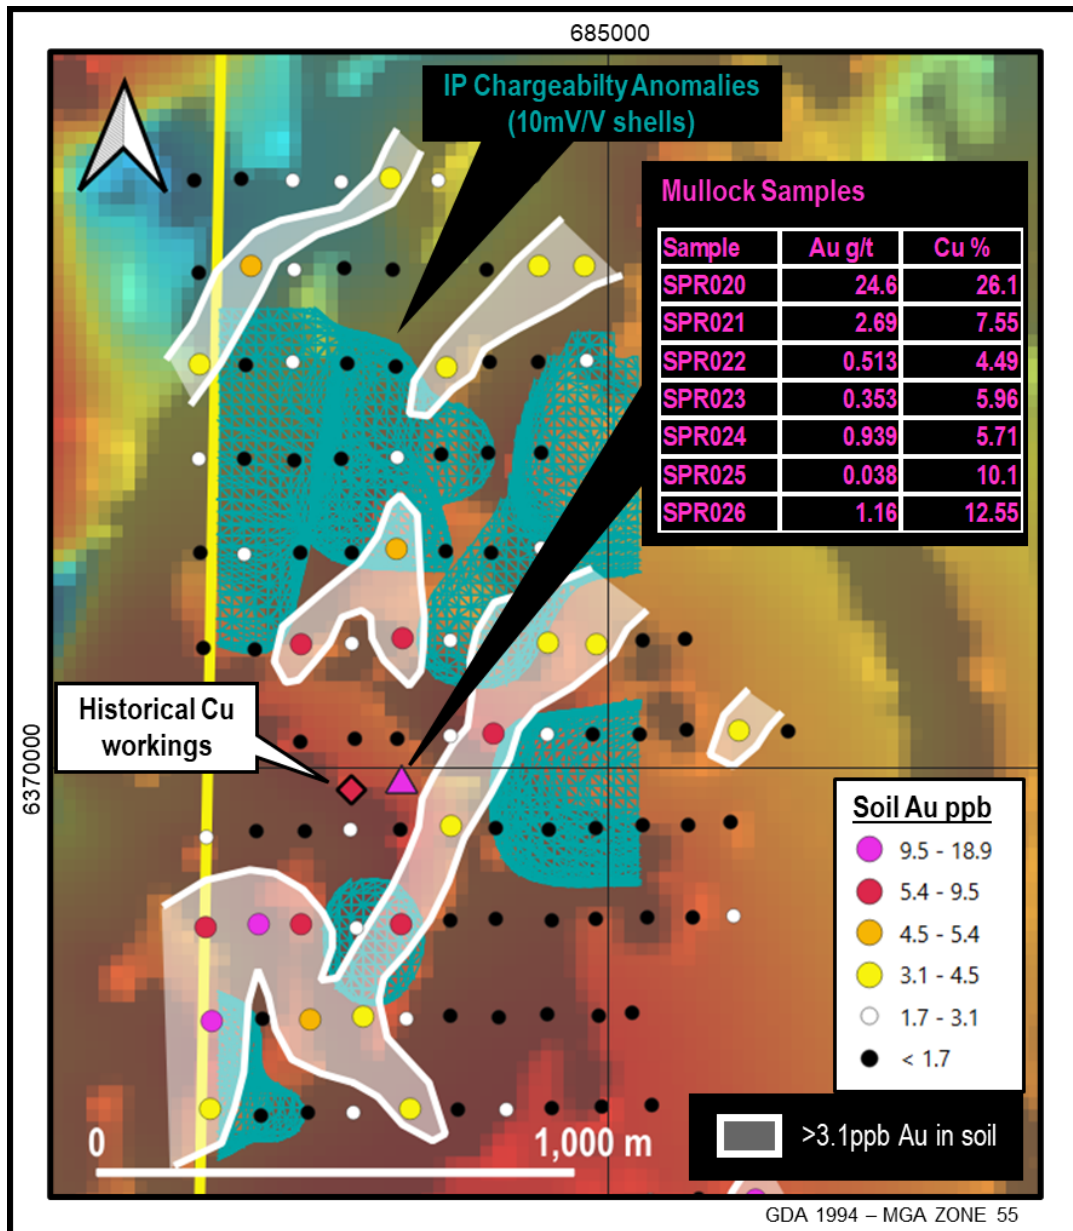 685000
IP Chargeabilty Anomalies
(10mV/V shells)
Mullock Samples
Sample Au g/t Cu %
SPR020 24.6 26.1
SPR021 2.69 7.55
SPR022 0.513 4.49
SPR023 0.353 5.96
SPR024 0.939 5.71
SPR025 0.038 10.1
SPR026 1.16 12.55
Historical Cu
workings
6370000
Soil Au ppb
9.5 - 18.9
5.4 - 9.5
4.5 - 5.4
3.1 - 4.5
1.7 - 3.1
< 1.7
0 1,000 m
>3.1ppb Au in soil
GDA 1994 – MGA ZONE 55